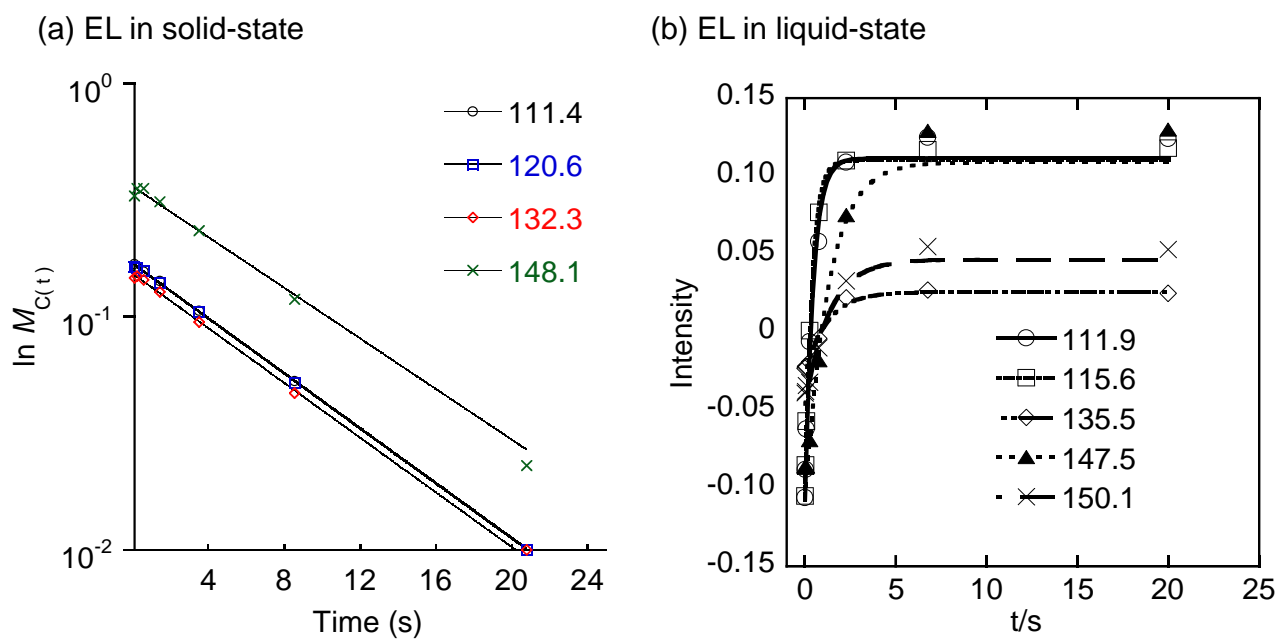 (a) EL in solid-state
10^0
10^-1
10^-2
ln M_C(t)
4 8 12 16 20 24
Time (s)
111.4
120.6
132.3
148.1
(b) EL in liquid-state
0.15
0.10
0.05
0
-0.05
-0.10
-0.15
Intensity
0 5 10 15 20 25
t/s
111.9
115.6
135.5
147.5
150.1